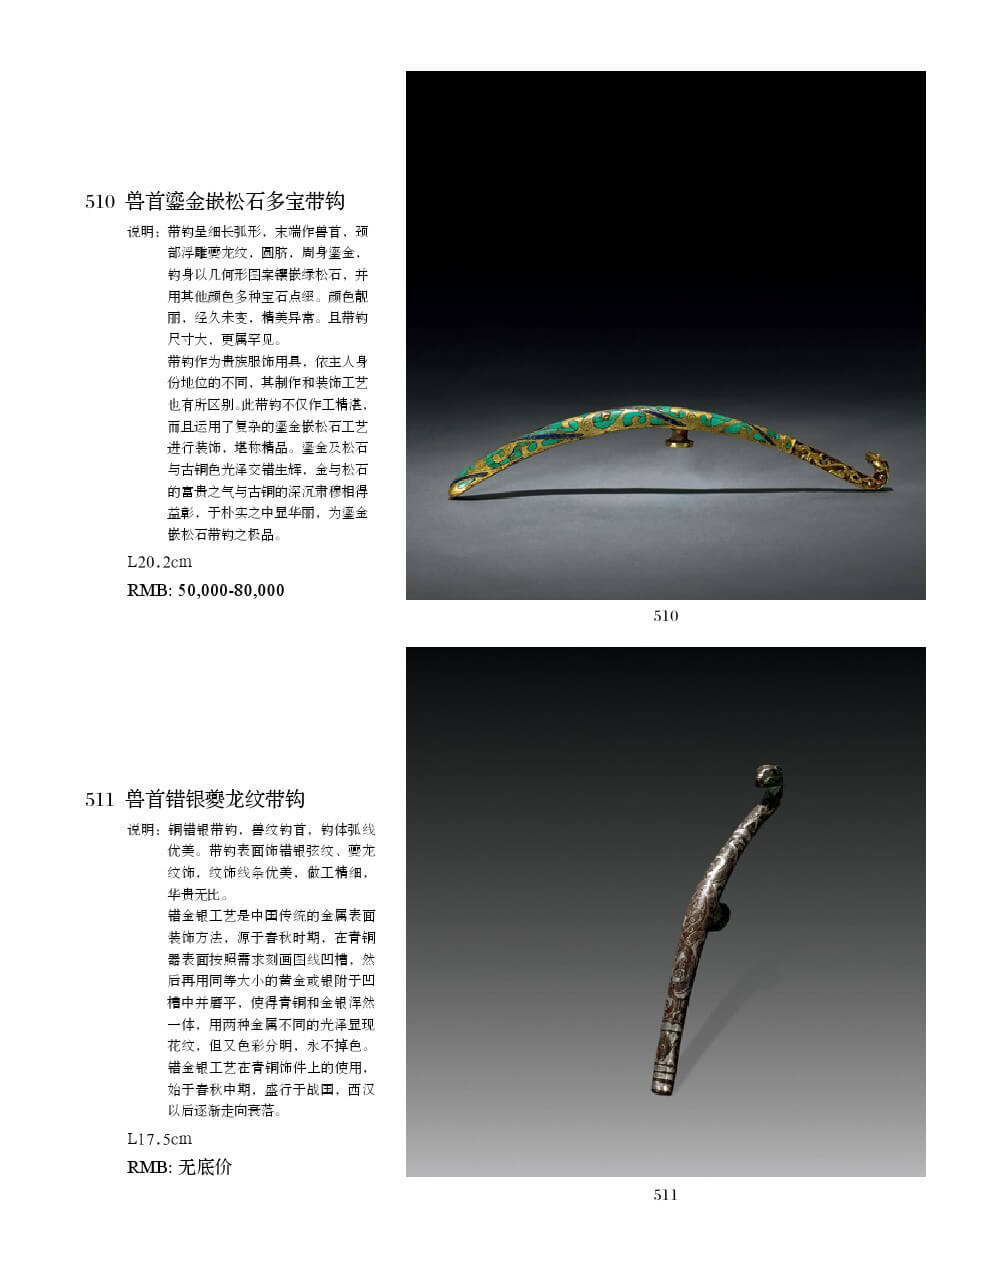 510 兽首鎏金嵌松石多宝带钩
说明：带钩呈细长弧形，末端作兽首，颈
部浮雕夔龙纹，圆脐，周身鎏金，
钩身以几何形图案镶嵌绿松石，并
用其他颜色多种宝石点缀。颜色靓
丽，经久未变，精美异常。且带钩
尺寸大，更属罕见。
带钩作为贵族服饰用具，依主人身
份地位的不同，其制作和装饰工艺
也有所区别。此带钩不仅作工精湛，
而且运用了复杂的鎏金嵌松石工艺
进行装饰，堪称精品。鎏金及松石
与古铜色光泽交错生辉，金与松石
的富贵之气与古铜的深沉肃穆相得
益彰，于朴实之中显华丽，为鎏金
嵌松石带钩之极品。
L20.2cm
RMB: 50,000-80,000
510
511 兽首错银夔龙纹带钩
说明：铜错银带钩，兽纹钩首，钩体弧线
优美。带钩表面饰错银弦纹、夔龙
纹饰，纹饰线条优美，做工精细，
华贵无比。
错金银工艺是中国传统的金属表面
装饰方法，源于春秋时期，在青铜
器表面按照需求刻画图线凹槽，然
后再用同等大小的黄金或银附于凹
槽中并磨平，使得青铜和金银浑然
一体，用两种金属不同的光泽显现
花纹，但又色彩分明，永不掉色。
错金银工艺在青铜饰件上的使用，
始于春秋中期，盛行于战国，西汉
以后逐渐走向衰落。
L17.5cm
RMB: 无底价
511